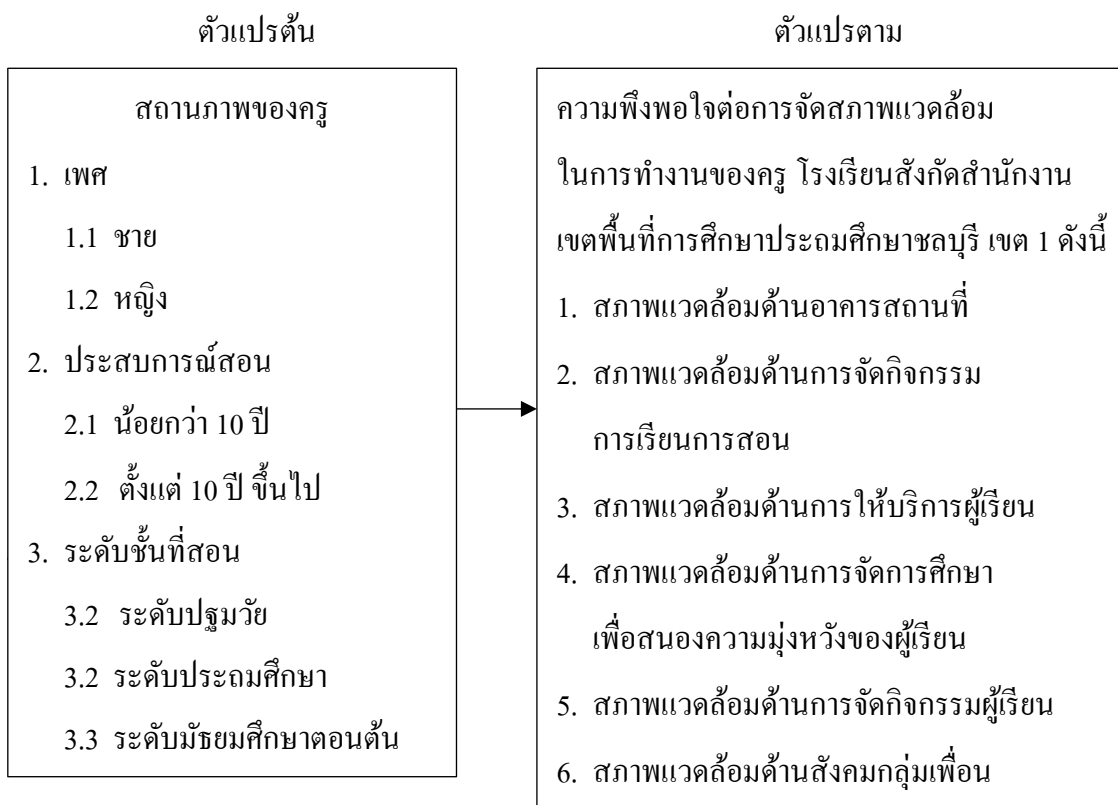 ตัวแปรต้น
สถานภาพของครู
1. เพศ
1.1 ชาย
1.2 หญิง
2. ประสบการณ์สอน
2.1 น้อยกว่า 10 ปี
2.2 ตั้งแต่ 10 ปี ขึ้นไป
3. ระดับชั้นที่สอน
3.2 ระดับปฐมวัย
3.2 ระดับประถมศึกษา
3.3 ระดับมัธยมศึกษาตอนต้น
ตัวแปรตาม
ความพึงพอใจต่อการจัดสภาพแวดล้อม
ในการทำงานของครู โรงเรียนสังกัดสำนักงาน
เขตพื้นที่การศึกษาประถมศึกษาชลบุรี เขต 1 ดังนี้
1. สภาพแวดล้อมด้านอาคารสถานที่
2. สภาพแวดล้อมด้านการจัดกิจกรรม
การเรียนการสอน
3. สภาพแวดล้อมด้านการให้บริการผู้เรียน
4. สภาพแวดล้อมด้านการจัดการศึกษา
เพื่อสนองความมุ่งหวังของผู้เรียน
5. สภาพแวดล้อมด้านการจัดกิจกรรมผู้เรียน
6. สภาพแวดล้อมด้านสังคมกลุ่มเพื่อน